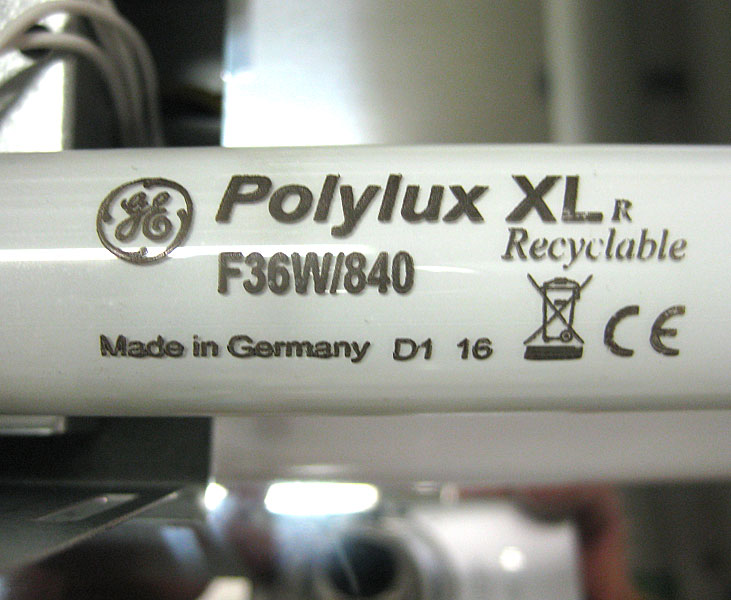 GE Polylux XL R
Recyclable
F36W/840
Made in Germany D1 16 CE